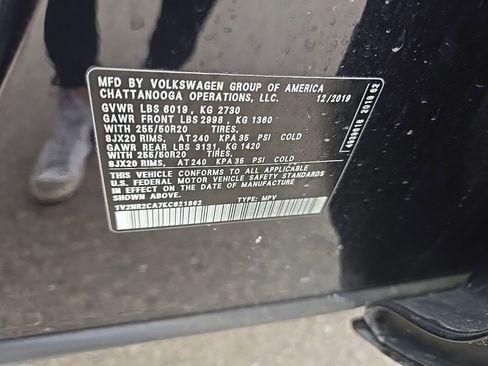 MFD BY VOLKSWAGEN GROUP OF AMERICA
CHATTANOOGA OPERATIONS, LLC. 12/2019
GVWR LBS 6019, KG 2730
GAWR FRONT LBS 2998, KG 1360
WITH 255/50R20 TIRES,
8JX20 RIMS, AT 240 KPA 35 PSI COLD
GAWR REAR LBS 3131, KG 1420
WITH 255/50R20 TIRES,
8JX20 RIMS, AT 240 KPA 35 PSI COLD
THIS VEHICLE CONFORMS TO ALL APPLICABLE
U.S. FEDERAL MOTOR VEHICLE SAFETY STANDARDS
IN EFFECT ON THE DATE OF MANUFACTURE
SHOWN ABOVE.
1V2NR2CA7KC621862
TYPE: MPV